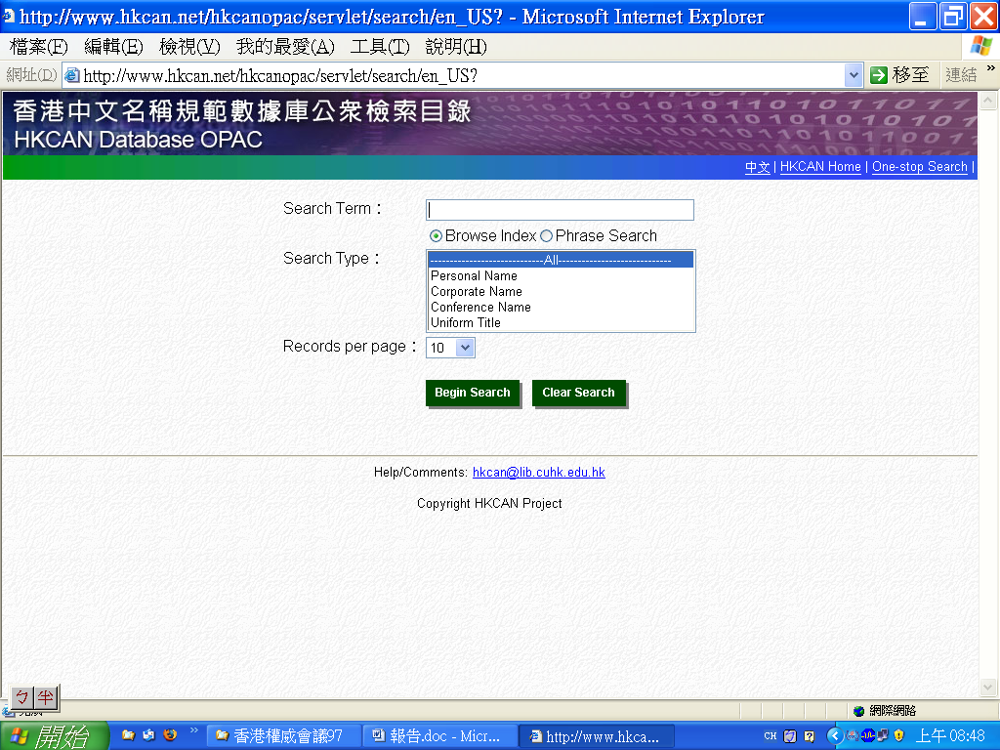 http://www.hkcan.net/hkcanopac/servlet/search/en_US? - Microsoft Internet Explorer
檔案(F) 編輯(E) 檢視(V) 我的最愛(A) 工具(T) 說明(H)
網址(D) http://www.hkcan.net/hkcanopac/servlet/search/en_US? 移至 連結 »
香港中文名稱規範數據庫公衆檢索目錄
HKCAN Database OPAC
中文 | HKCAN Home | One-stop Search |
Search Term：
Browse Index Phrase Search
Search Type： -----------------------------All-----------------------------
Personal Name
Corporate Name
Conference Name
Uniform Title
Records per page： 10
Begin Search Clear Search
Help/Comments: hkcan@lib.cuhk.edu.hk
Copyright HKCAN Project
ㄅ 半
網際網路
開始 » 香港權威會議97 報告.doc - Micr... http://www.hkca... CH 上午 08:48